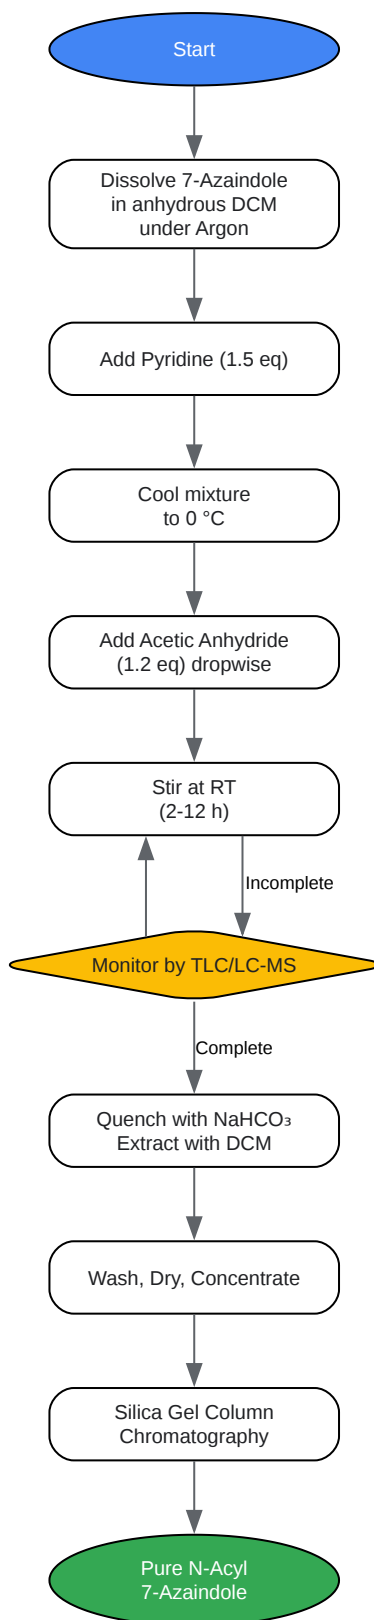 Start
Dissolve 7-Azaindole
in anhydrous DCM
under Argon
Add Pyridine (1.5 eq)
Cool mixture
to 0 °C
Add Acetic Anhydride
(1.2 eq) dropwise
Stir at RT
(2-12 h)
Incomplete
Monitor by TLC/LC-MS
Complete
Quench with NaHCO₃
Extract with DCM
Wash, Dry, Concentrate
Silica Gel Column
Chromatography
Pure N-Acyl
7-Azaindole